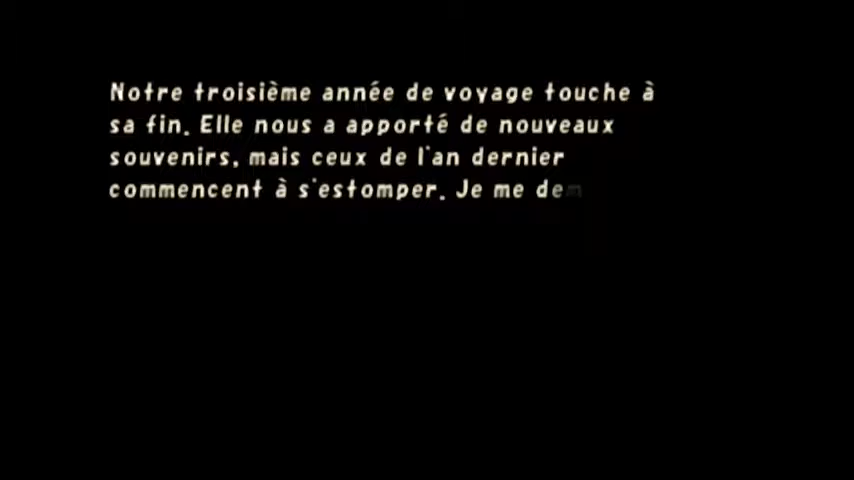 Notre troisième année de voyage touche à
sa fin. Elle nous a apporté de nouveaux
souvenirs, mais ceux de l'an dernier
commencent à s'estomper. Je me dem